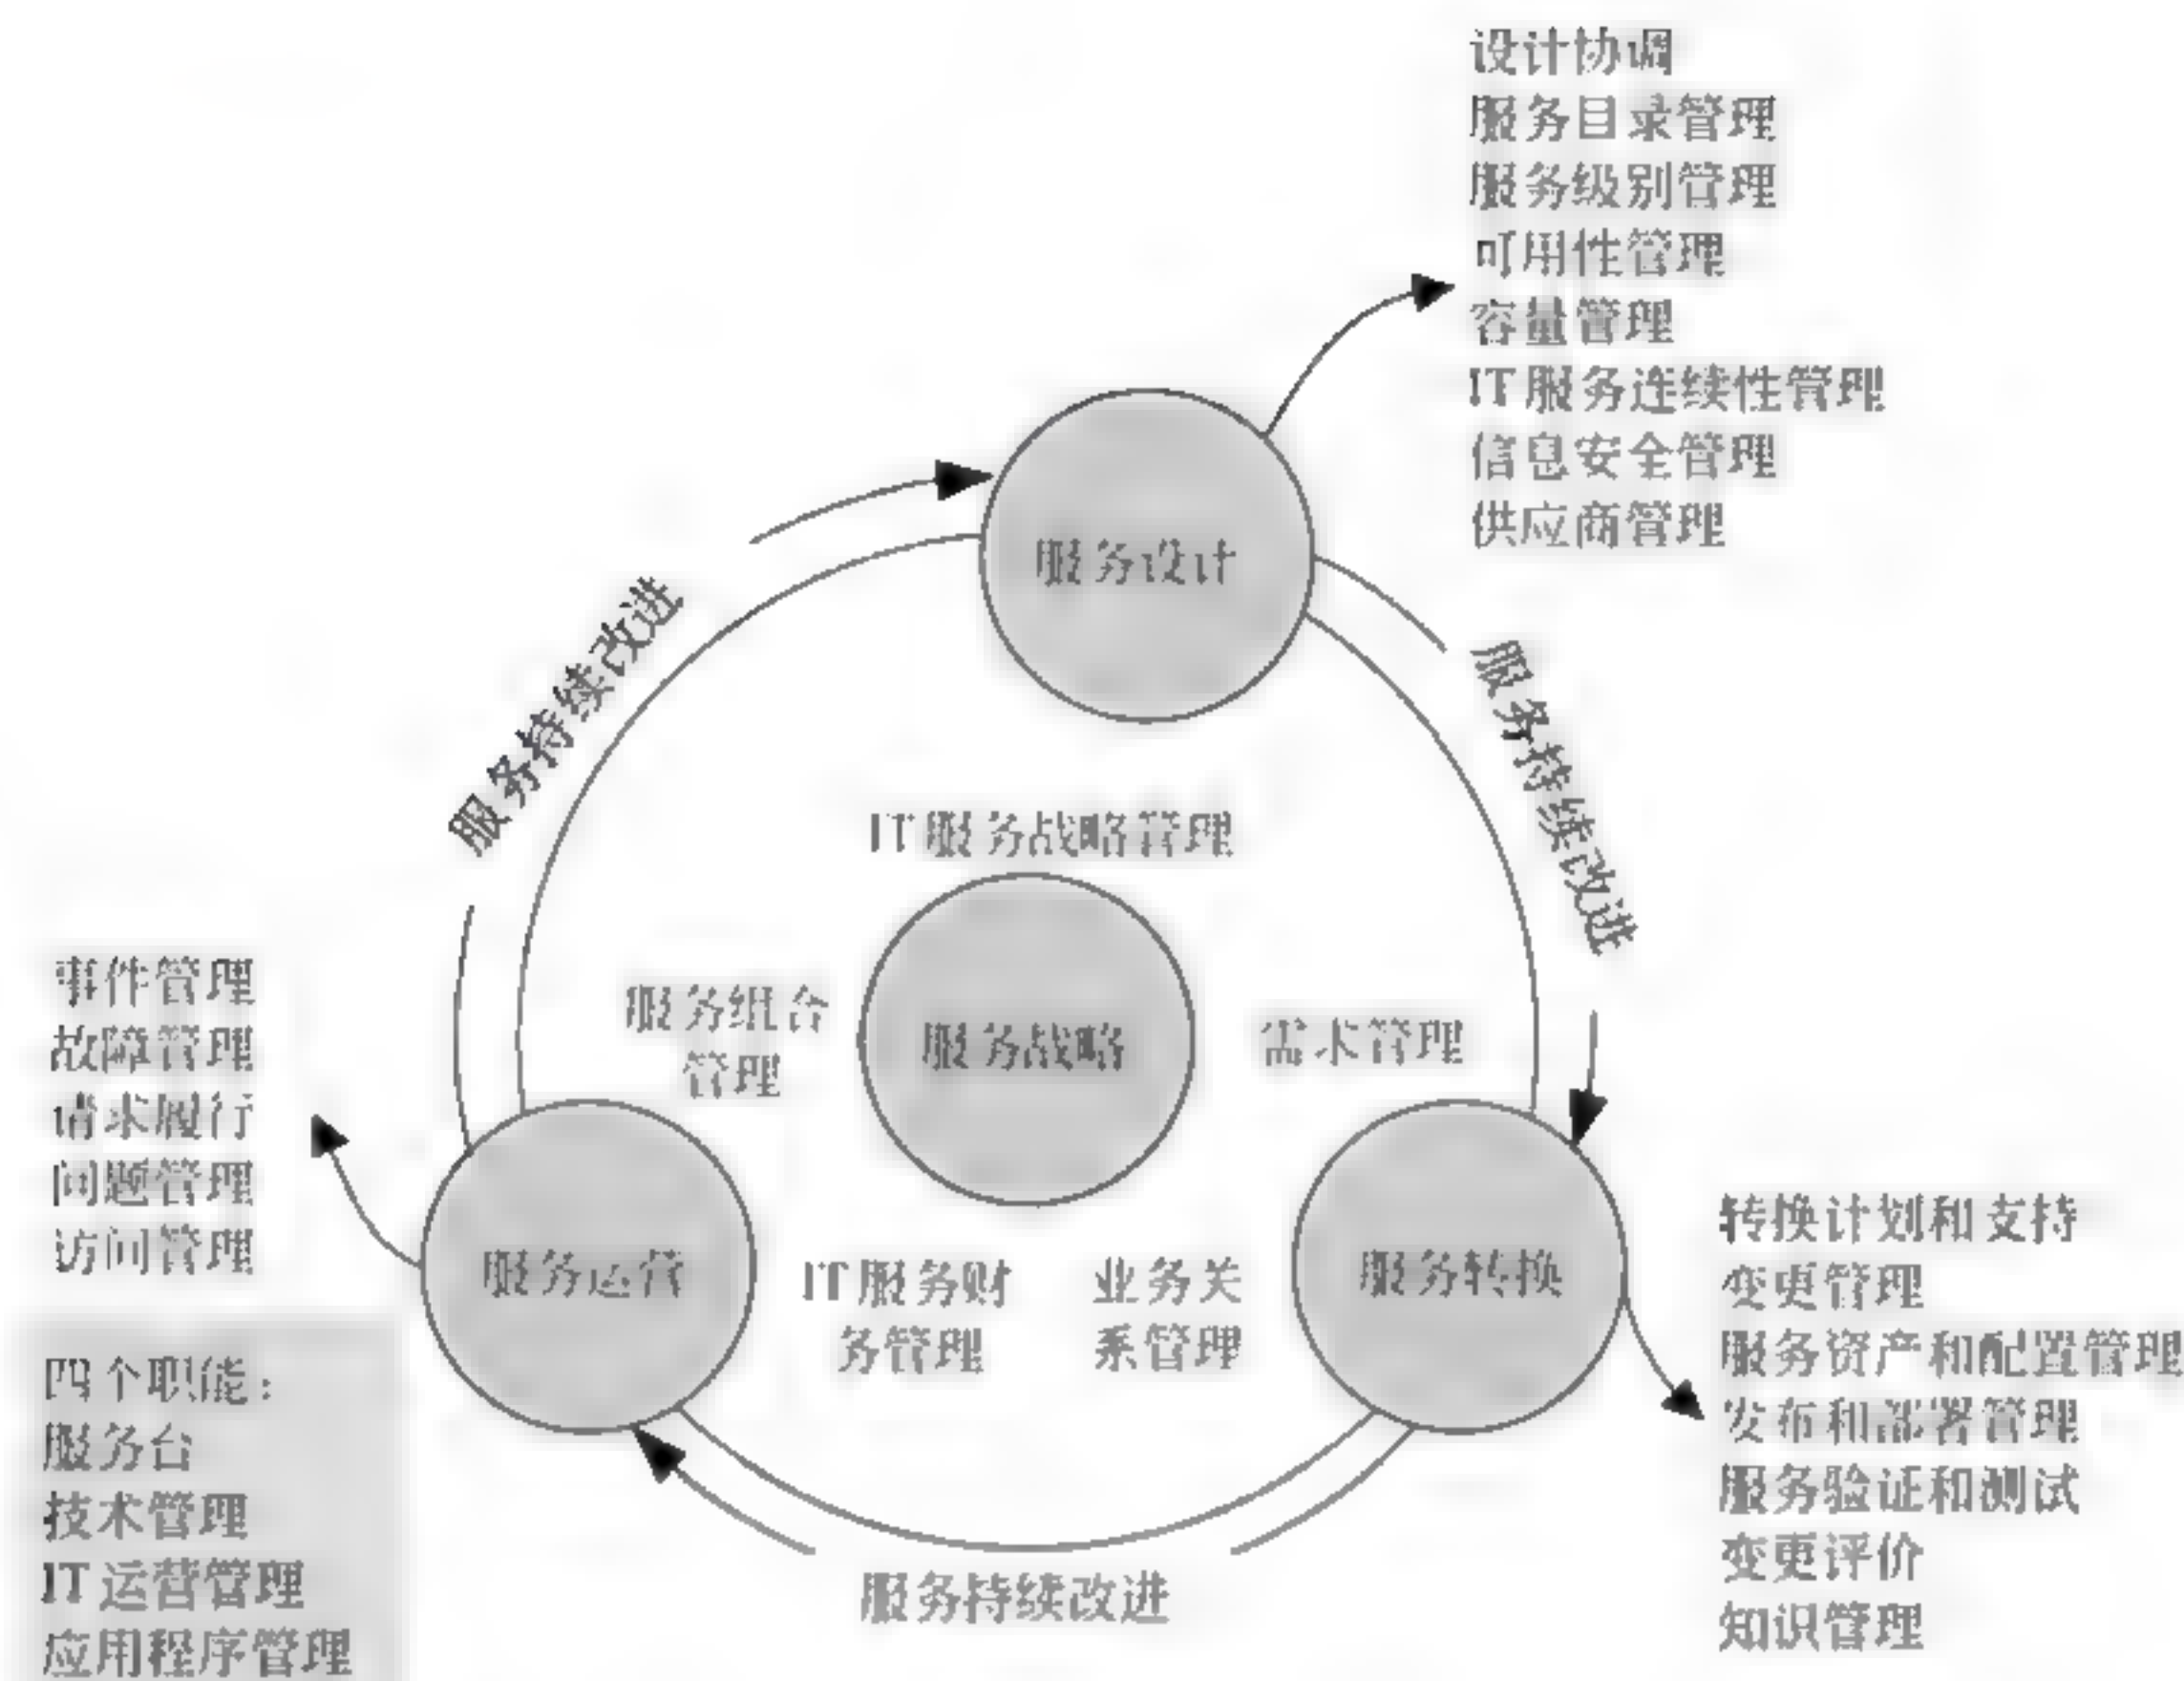 设计协调
服务目录管理
服务级别管理
可用性管理
容量管理
IT服务连续性管理
信息安全管理
供应商管理
服务设计
服务持续改进
服务持续改进
IT服务战略管理
服务组合
管理
服务战略
需求管理
事件管理
故障管理
请求履行
问题管理
访问管理
服务运营
IT服务财
务管理
业务关
系管理
服务转换
转换计划和支持
变更管理
服务资产和配置管理
发布和部署管理
服务验证和测试
变更评价
知识管理
四个职能：
服务台
技术管理
IT运营管理
应用程序管理
服务持续改进